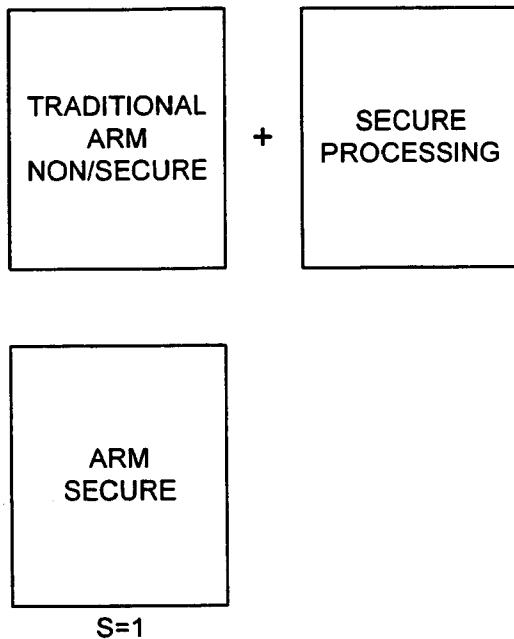 TRADITIONAL
ARM
NON/SECURE
+
SECURE
PROCESSING
ARM
SECURE
S=1